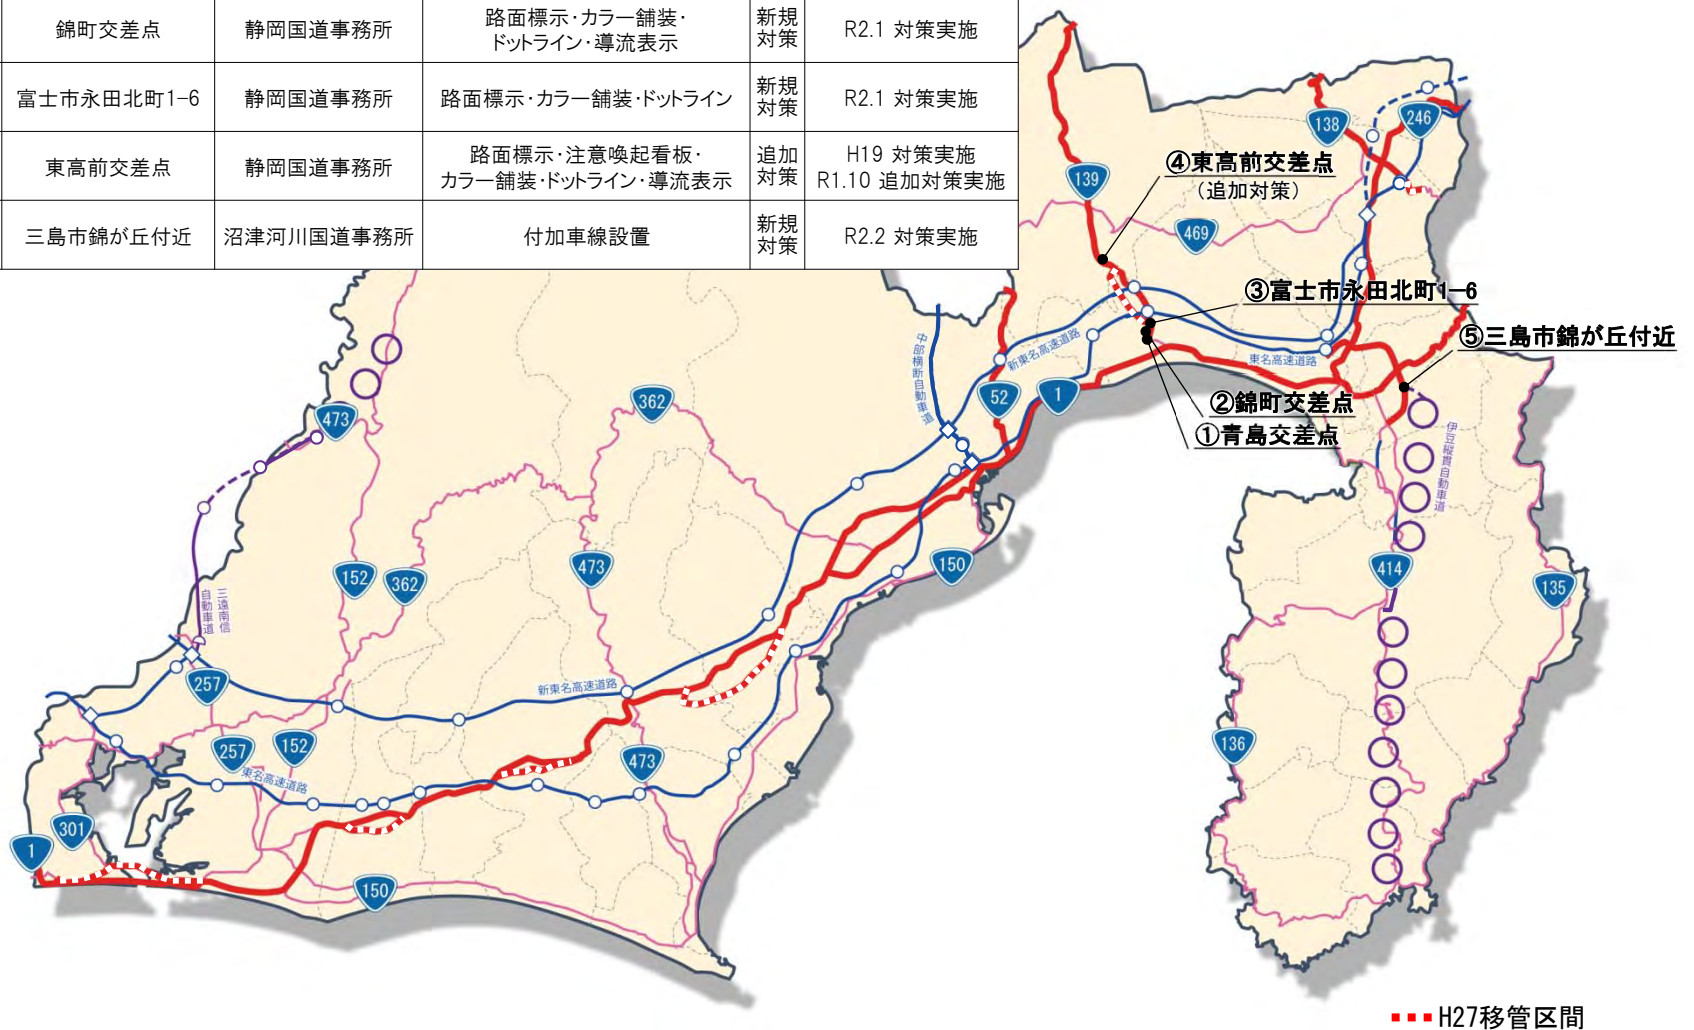 錦町交差点
静岡国道事務所
路面標示・カラー舗装・
ドットライン・導流表示
新規
対策
R2.1 対策実施
富士市永田北町1-6
静岡国道事務所
路面標示・カラー舗装・ドットライン
新規
対策
R2.1 対策実施
東高前交差点
静岡国道事務所
路面標示・注意喚起看板・
カラー舗装・ドットライン・導流表示
追加
対策
H19 対策実施
R1.10 追加対策実施
三島市錦が丘付近
沼津河川国道事務所
付加車線設置
新規
対策
R2.2 対策実施
138
246
④東高前交差点
（追加対策）
139
469
③富士市永田北町1−6
⑤三島市錦が丘付近
中部横断自動車道
新東名高速道路
東名高速道路
52
1
②錦町交差点
①青島交差点
362
473
伊豆縦貫自動車道
152
362
473
150
414
135
三遠南信
自動車道
257
新東名高速道路
257
152
473
136
東名高速道路
301
1
150
H27移管区間